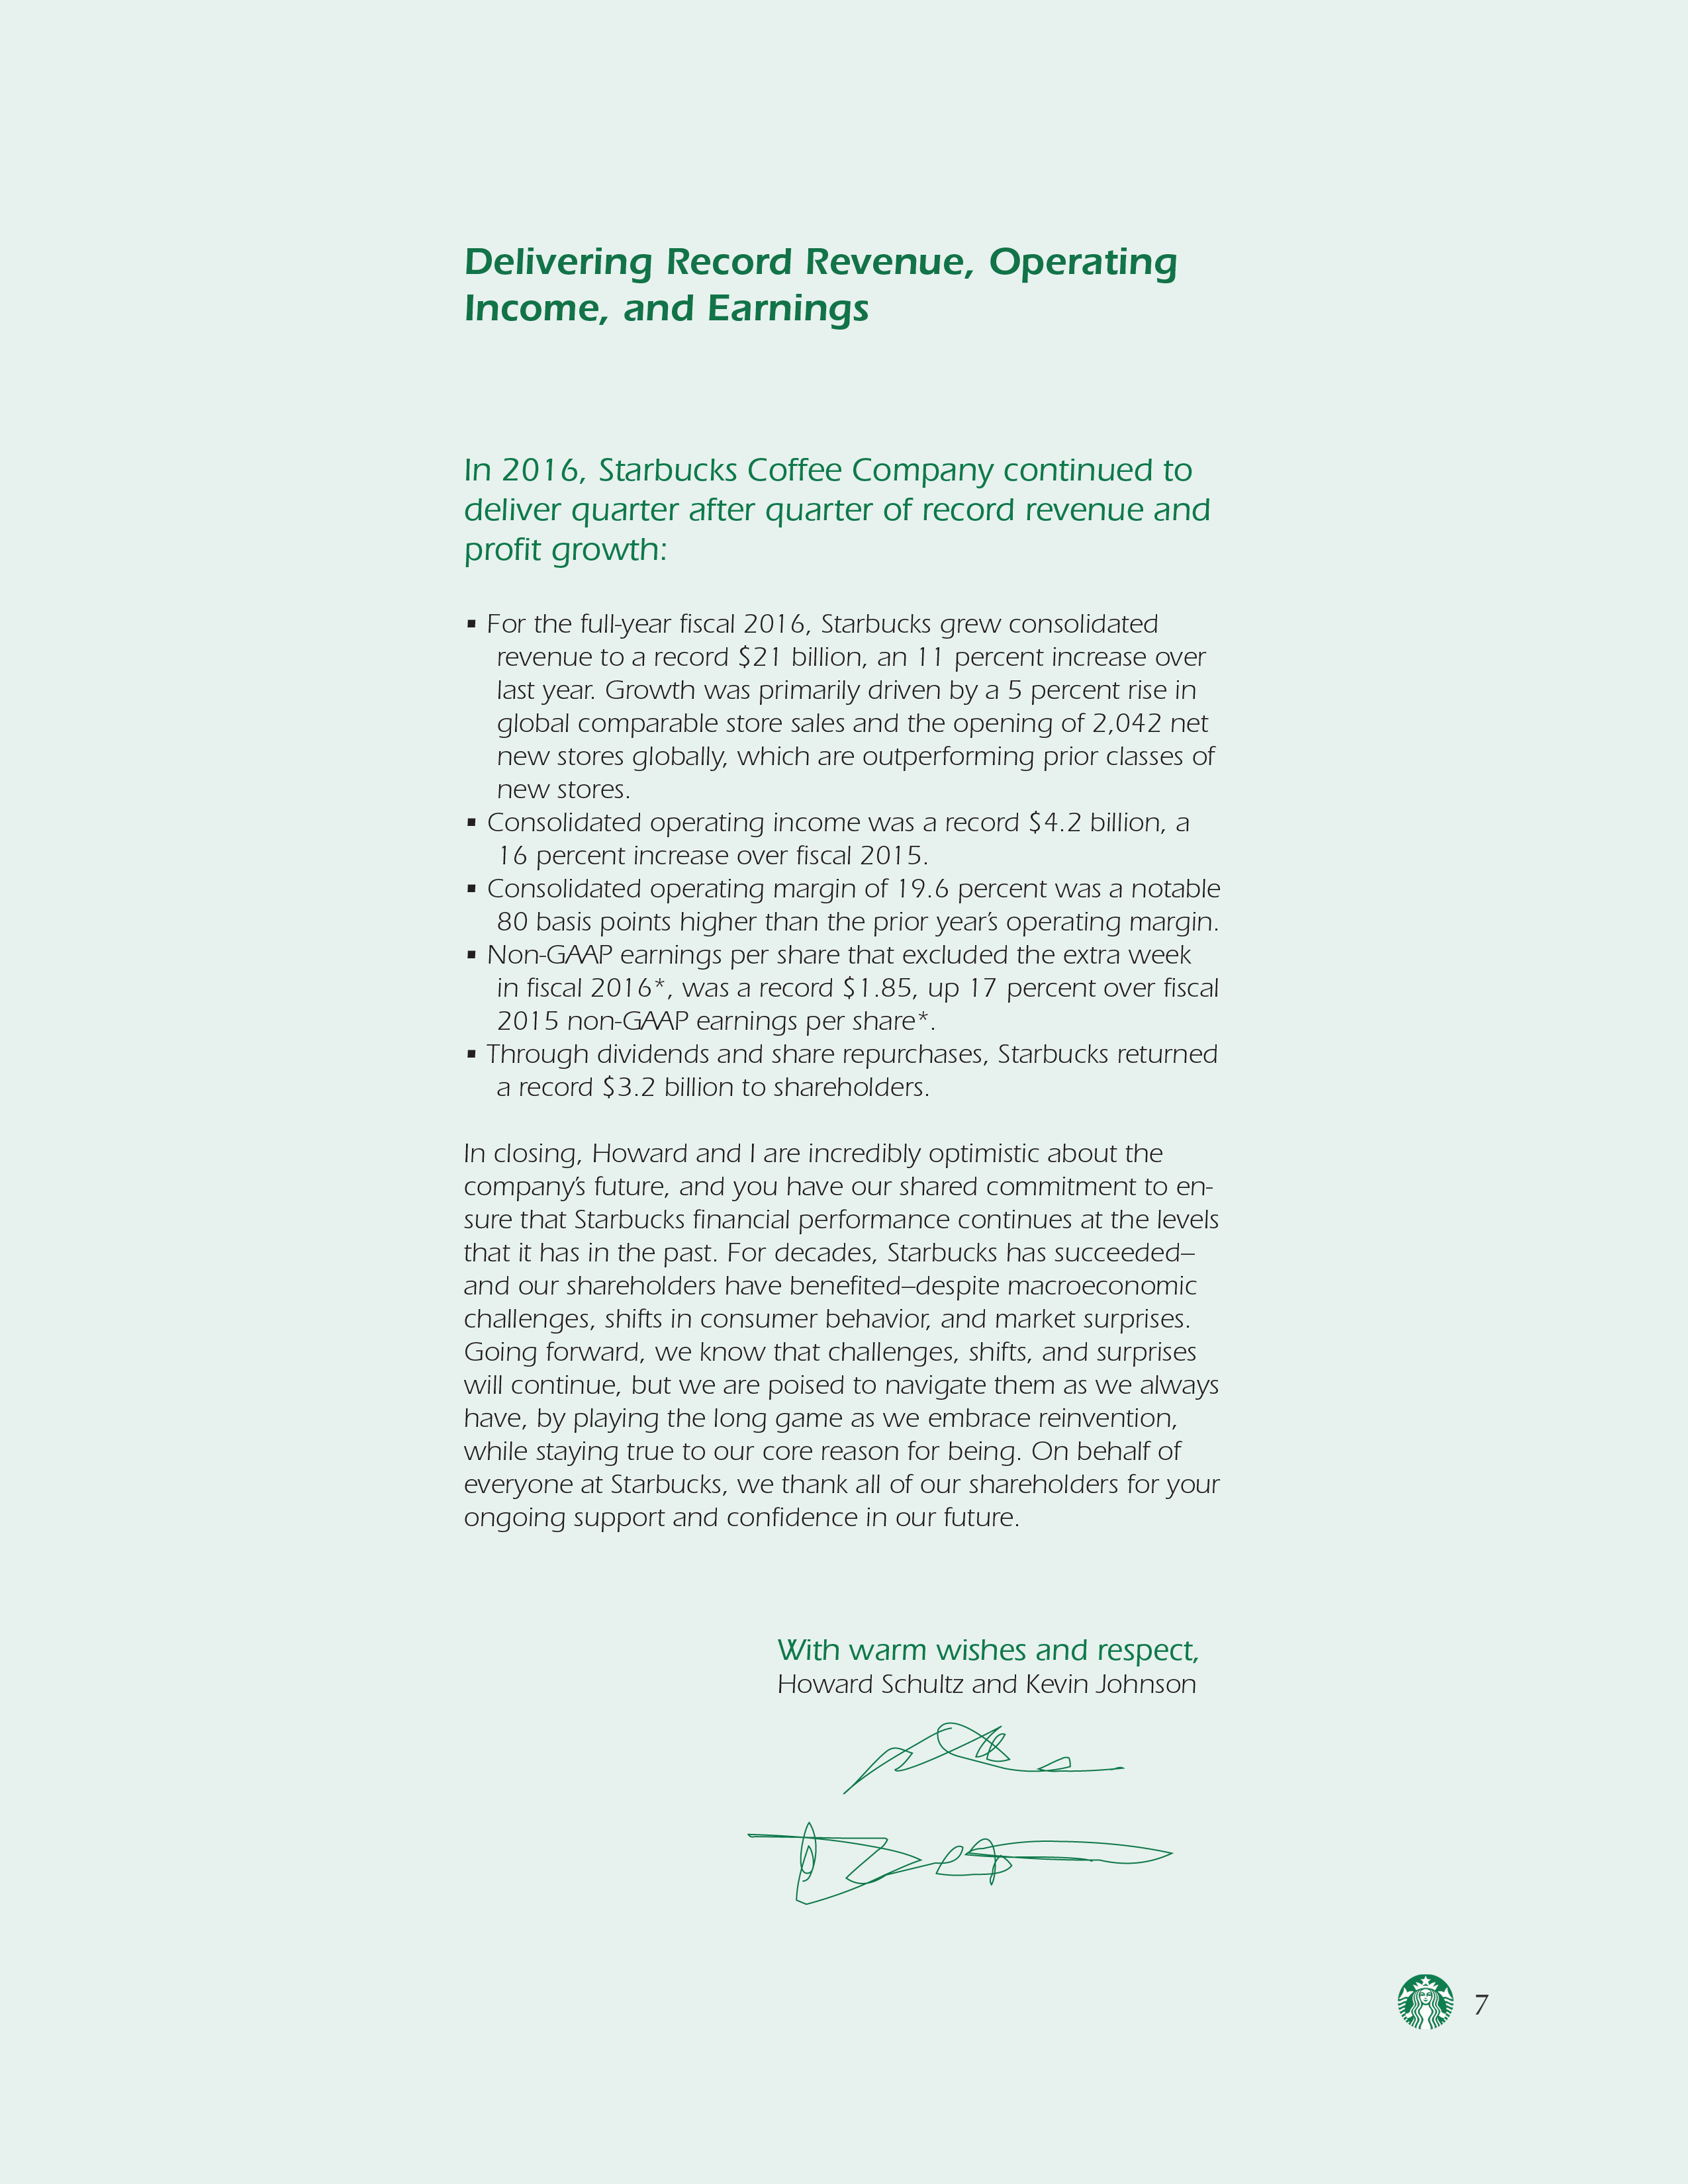 Delivering Record Revenue, Operating
Income, and Earnings
In 2016, Starbucks Coffee Company continued to
deliver quarter after quarter of record revenue and
profit growth:
▪ For the full-year fiscal 2016, Starbucks grew consolidated
revenue to a record $21 billion, an 11 percent increase over
last year. Growth was primarily driven by a 5 percent rise in
global comparable store sales and the opening of 2,042 net
new stores globally, which are outperforming prior classes of
new stores.
▪ Consolidated operating income was a record $4.2 billion, a
16 percent increase over fiscal 2015.
▪ Consolidated operating margin of 19.6 percent was a notable
80 basis points higher than the prior year’s operating margin.
▪ Non-GAAP earnings per share that excluded the extra week
in fiscal 2016*, was a record $1.85, up 17 percent over fiscal
2015 non-GAAP earnings per share*.
▪ Through dividends and share repurchases, Starbucks returned
a record $3.2 billion to shareholders.
In closing, Howard and I are incredibly optimistic about the
company’s future, and you have our shared commitment to en-
sure that Starbucks financial performance continues at the levels
that it has in the past. For decades, Starbucks has succeeded–
and our shareholders have benefited–despite macroeconomic
challenges, shifts in consumer behavior, and market surprises.
Going forward, we know that challenges, shifts, and surprises
will continue, but we are poised to navigate them as we always
have, by playing the long game as we embrace reinvention,
while staying true to our core reason for being. On behalf of
everyone at Starbucks, we thank all of our shareholders for your
ongoing support and confidence in our future.
With warm wishes and respect,
Howard Schultz and Kevin Johnson
7